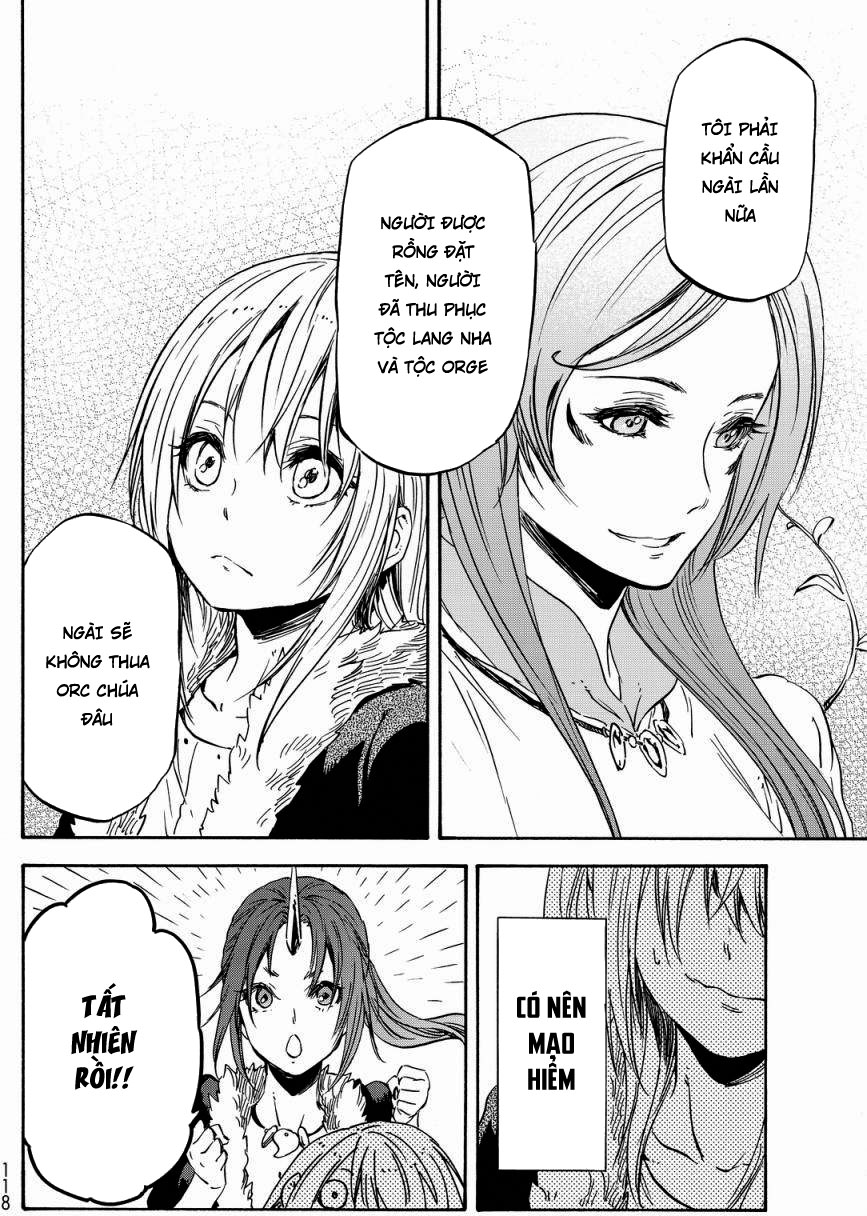 TÔI PHẢI
KHẨN CẦU
NGÀI LẦN
NỮA
NGƯỜI ĐƯỢC
RỒNG ĐẶT
TÊN, NGƯỜI
ĐÃ THU PHỤC
TỘC LANG NHA
VÀ TỘC ORGE
NGÀI SẼ
KHÔNG THUA
ORC CHÚA
ĐÂU
CÓ NÊN
MẠO
HIỂM
TẤT
NHIÊN
RỒI!!
118